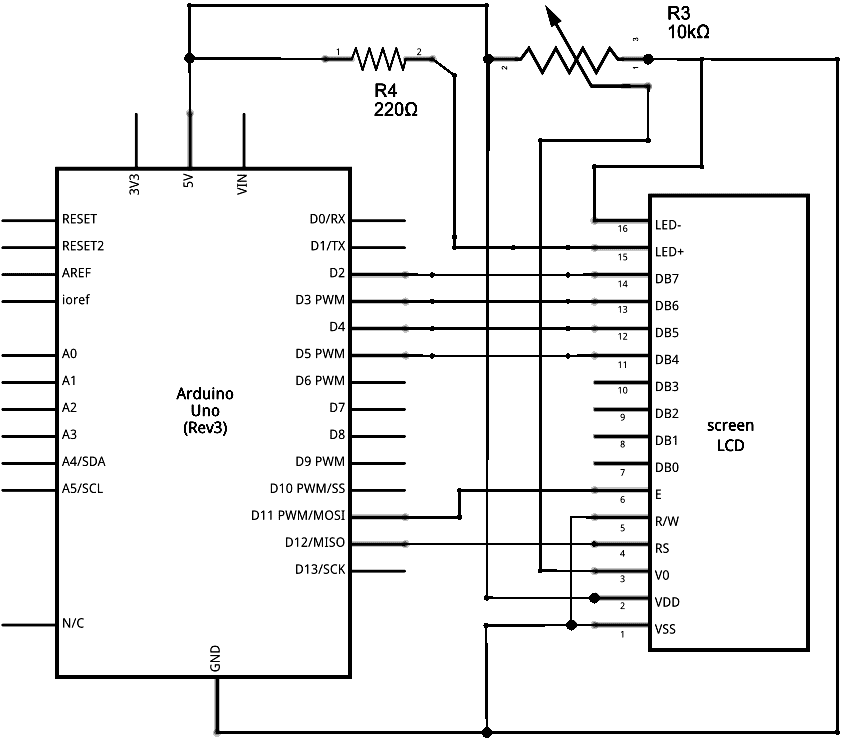 R3
10kΩ
3
1
2
1
2
R4
220Ω
3V3
5V
VIN
RESET
RESET2
AREF
ioref
A0
A1
A2
A3
A4/SDA
A5/SCL
N/C
GND
Arduino
Uno
(Rev3)
D0/RX
D1/TX
D2
D3 PWM
D4
D5 PWM
D6 PWM
D7
D8
D9 PWM
D10 PWM/SS
D11 PWM/MOSI
D12/MISO
D13/SCK
16 LED-
15 LED+
14 DB7
13 DB6
12 DB5
11 DB4
10 DB3
9 DB2
8 DB1
7 DB0
6 E
5 R/W
4 RS
3 V0
2 VDD
1 VSS
screen
LCD